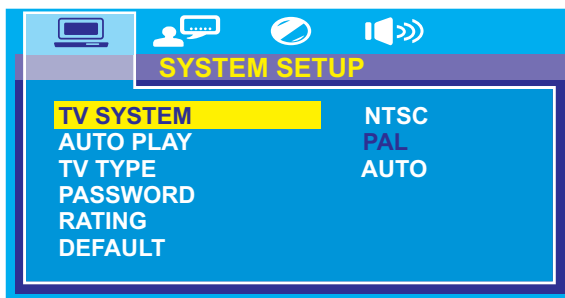 SYSTEM SETUP
TV SYSTEM NTSC
AUTO PLAY PAL
TV TYPE AUTO
PASSWORD
RATING
DEFAULT